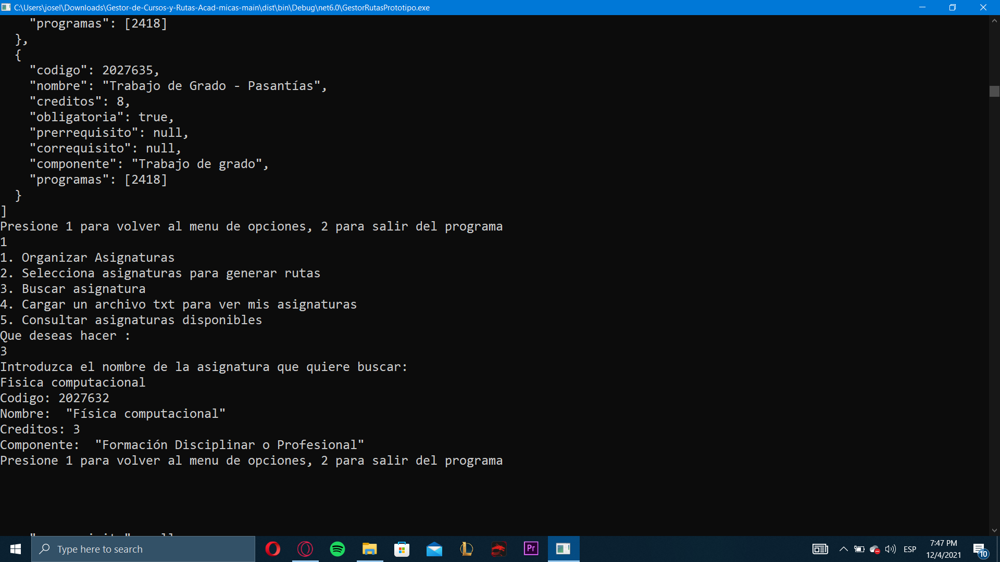 C:\Users\josel\Downloads\Gestor-de-Cursos-y-Rutas-Acad-micas-main\dist\bin\Debug\net6.0\GestorRutasPrototipo.exe
    "programas": [2418]
  },
  {
    "codigo": 2027635,
    "nombre": "Trabajo de Grado - Pasantías",
    "creditos": 8,
    "obligatoria": true,
    "prerrequisito": null,
    "correquisito": null,
    "componente": "Trabajo de grado",
    "programas": [2418]
  }
]
Presione 1 para volver al menu de opciones, 2 para salir del programa
1
1. Organizar Asignaturas
2. Selecciona asignaturas para generar rutas
3. Buscar asignatura
4. Cargar un archivo txt para ver mis asignaturas
5. Consultar asignaturas disponibles
Que deseas hacer :
3
Introduzca el nombre de la asignatura que quiere buscar:
Fisica computacional
Codigo: 2027632
Nombre:  "Física computacional"
Creditos: 3
Componente:  "Formación Disciplinar o Profesional"
Presione 1 para volver al menu de opciones, 2 para salir del programa
Type here to search
Pr
ESP
7:47 PM
12/4/2021
10